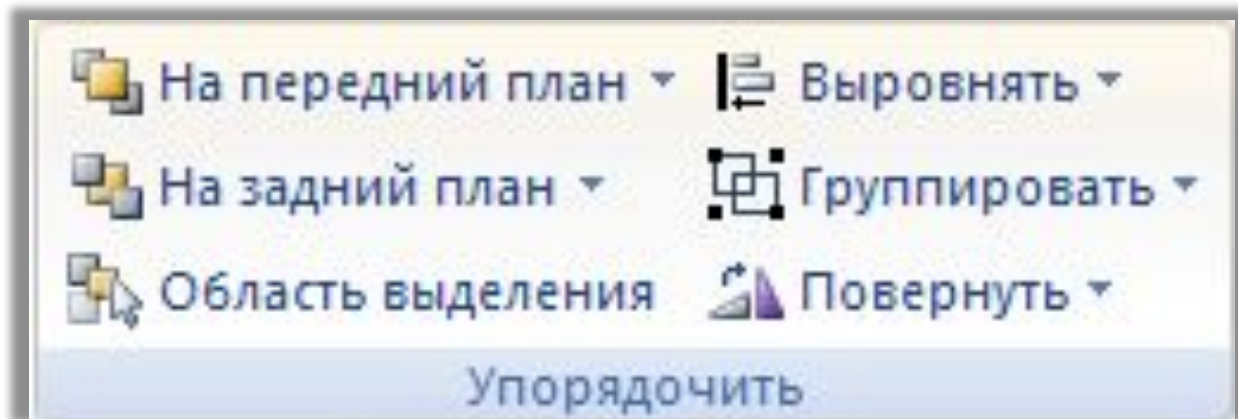 На передний план
Выровнять
На задний план
Группировать
Область выделения
Повернуть
Упорядочить